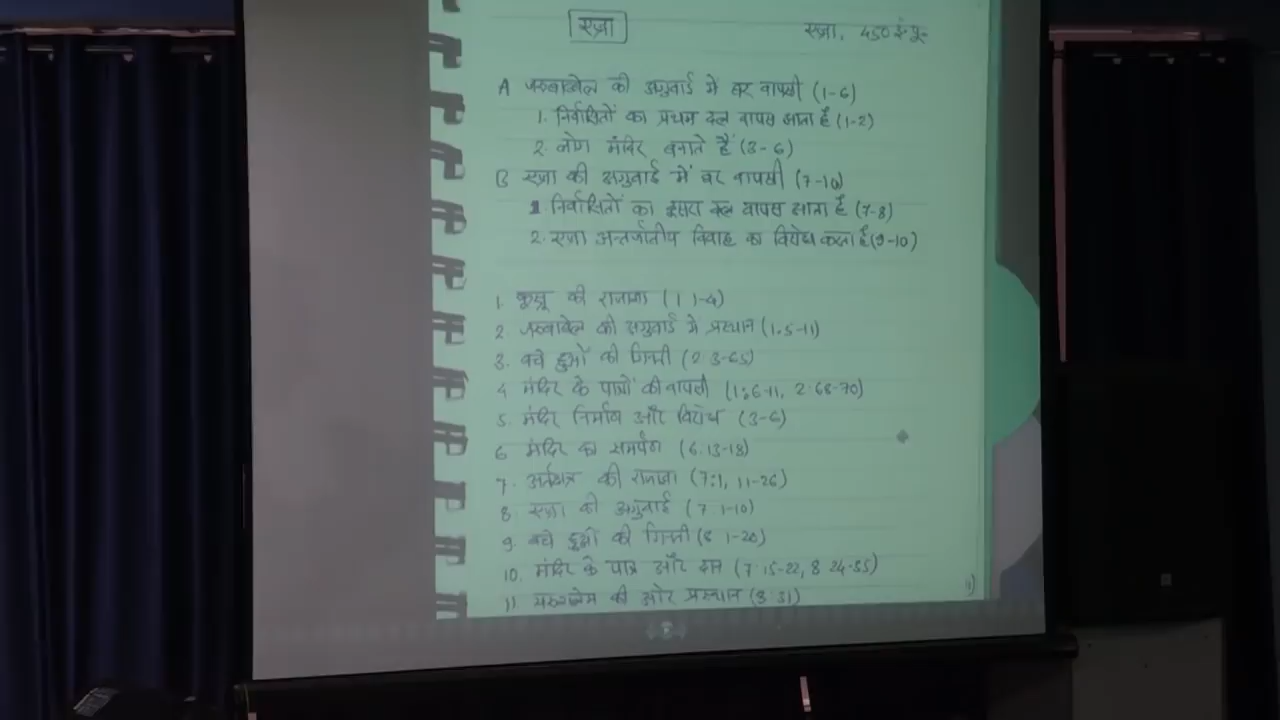 एज्रा
एज्रा, 450 ई.पू.
A जरुबाबेल की अगुवाई में घर वापसी (1-6)
1. निर्वासितों का प्रथम दल वापस आता है (1-2)
2. लोग मंदिर बनाते हैं (3-6)
B एज्रा की अगुवाई में घर वापसी (7-10)
1. निर्वासितों का दूसरा दल वापस आता है (7-8)
2. एज्रा अन्तर्जातीय विवाह का विरोध करता है (9-10)
1. कुस्रू की राजाज्ञा (1 1-4)
2 जरुबाबेल की अगुवाई में प्रस्थान (1:5-11)
3. बचे हुओं की गिनती (2 3-65)
4 मंदिर के पात्रों की वापसी (1:6-11, 2:68-70)
5. मंदिर निर्माण और विरोध (3-6)
6 मंदिर का समर्पण (6:13-18)
7. अर्तक्षत्र की राजाज्ञा (7:1, 11-26)
8 एज्रा की अगुवाई (7 1-10)
9. बचे हुओं की गिनती (8 1-20)
10. मंदिर के पात्र और दान (7:15-22, 8 24-35)
11 यरुशलेम की ओर प्रस्थान (8:31)